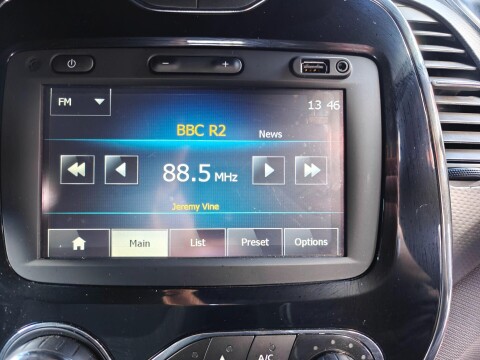 FM
13 46
BBC R2
News
88.5 MHz
Jeremy Vine
Main List Preset Options
A/C